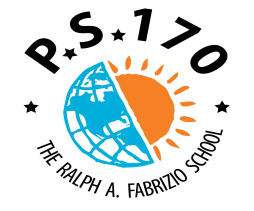 P.S.170
THE RALPH A. FABRIZIO SCHOOL